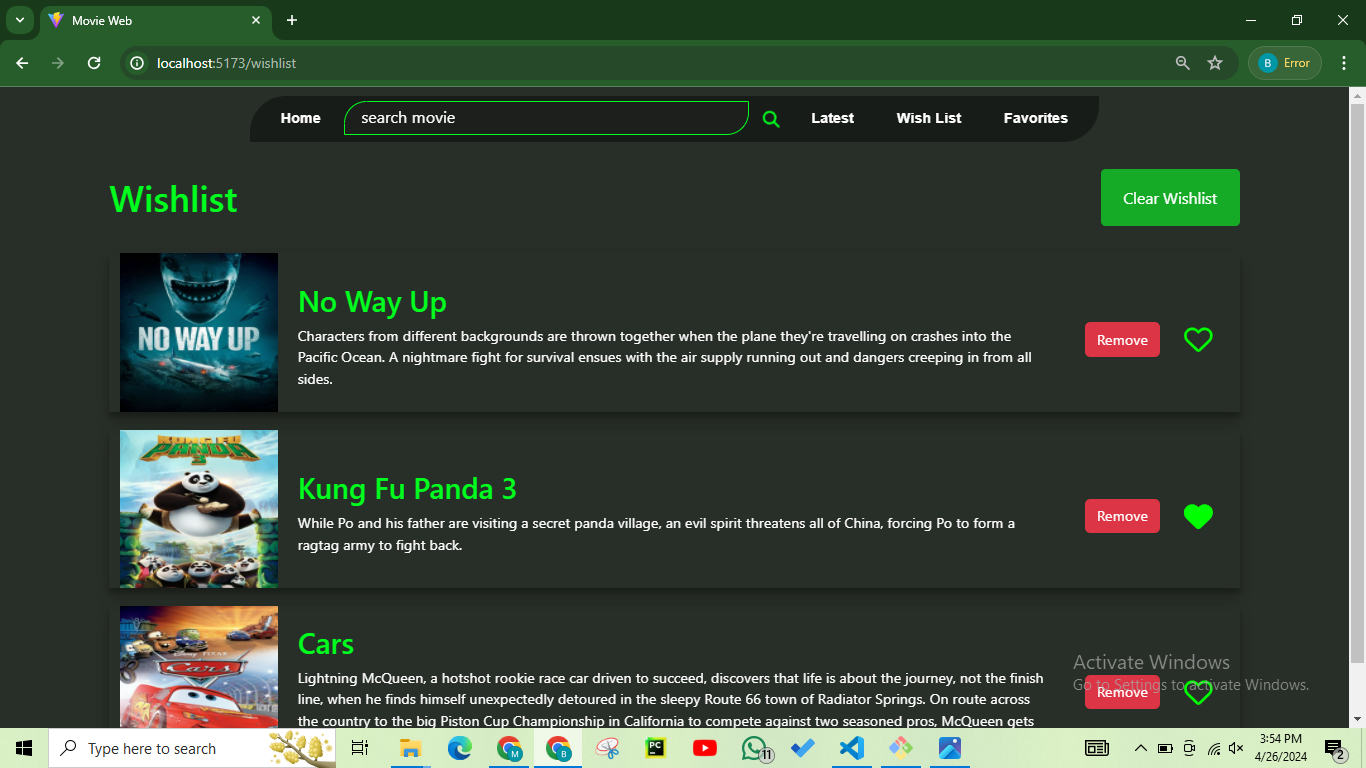 Movie Web
localhost:5173/wishlist
B Error
Home
search movie
Latest
Wish List
Favorites
Wishlist
Clear Wishlist
NO WAY UP
No Way Up
Characters from different backgrounds are thrown together when the plane they're travelling on crashes into the
Pacific Ocean. A nightmare fight for survival ensues with the air supply running out and dangers creeping in from all
sides.
Remove
KUNG FU
PANDA
3
Kung Fu Panda 3
While Po and his father are visiting a secret panda village, an evil spirit threatens all of China, forcing Po to form a
ragtag army to fight back.
Remove
Disney PIXAR
Cars
Cars
Lightning McQueen, a hotshot rookie race car driven to succeed, discovers that life is about the journey, not the finish
line, when he finds himself unexpectedly detoured in the sleepy Route 66 town of Radiator Springs. On route across
the country to the big Piston Cup Championship in California to compete against two seasoned pros, McQueen gets
Remove
Activate Windows
Go to Settings to activate Windows.
Type here to search
M
B
PC
11
3:54 PM
4/26/2024
2